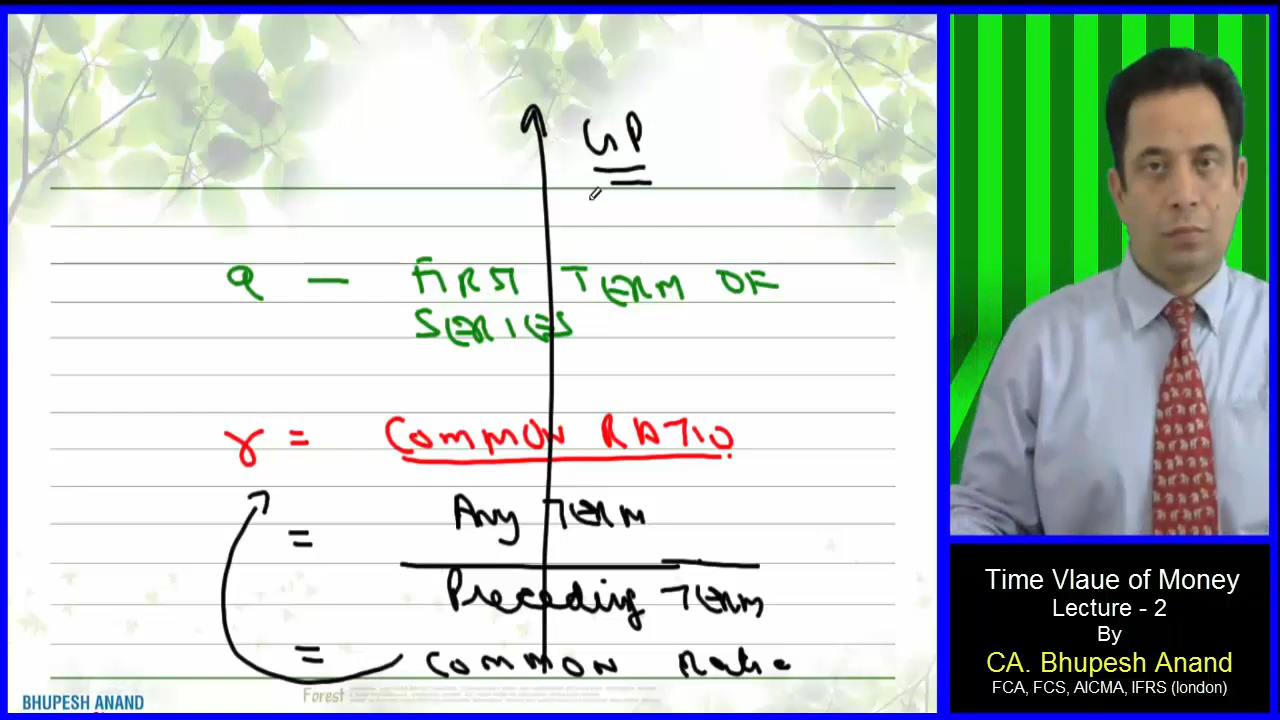 GP
a — FIRST TERM OF
SERIES
r = COMMON RATIO
= Any TERM
Preceding TERM
= COMMON Ratio
Forest
BHUPESH ANAND
Time Vlaue of Money
Lecture - 2
By
CA. Bhupesh Anand
FCA, FCS, AICMA, IFRS (london)